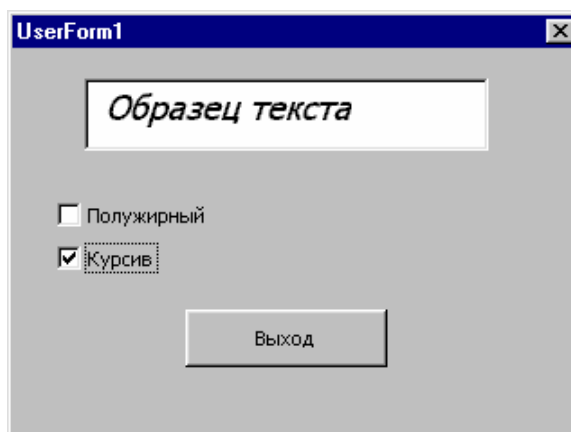 UserForm1
Образец текста
Полужирный
Курсив
Выход